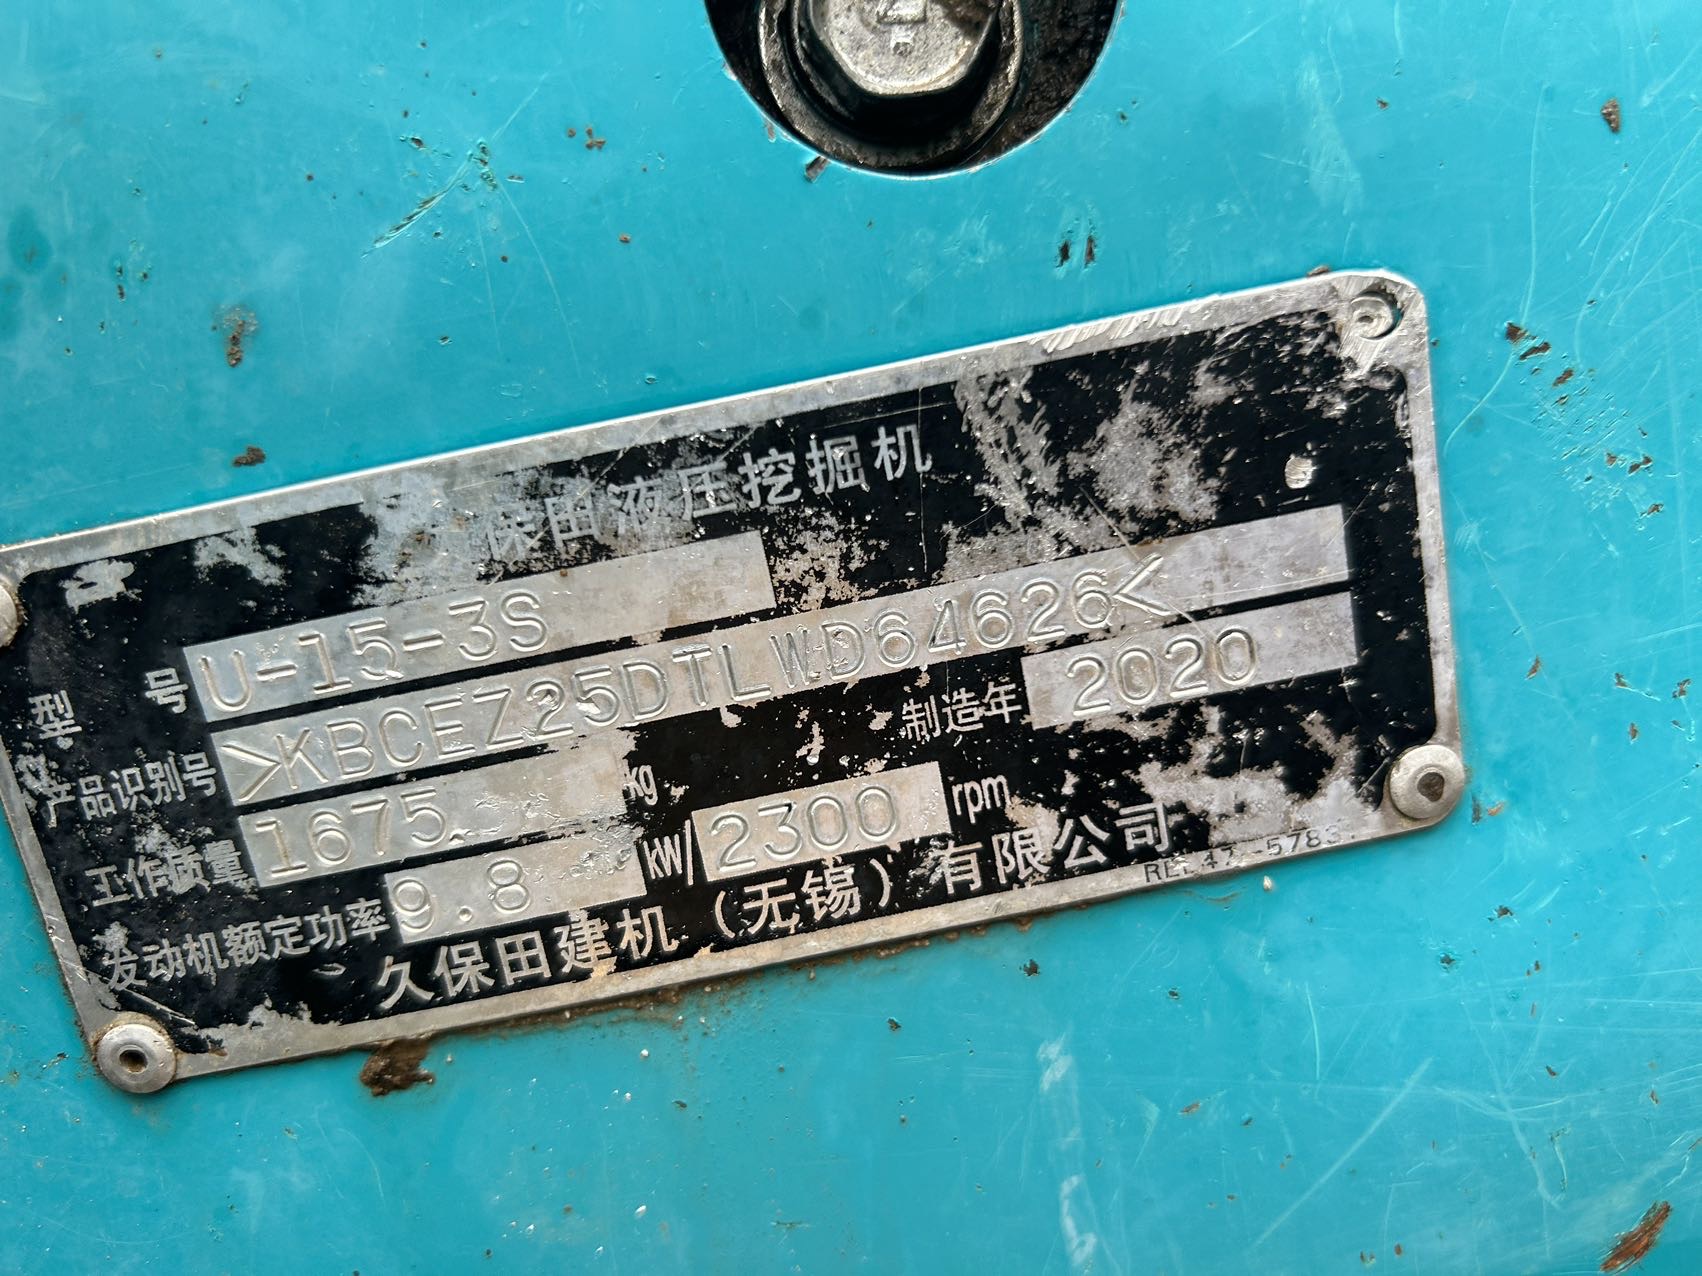 保田液压挖掘机
型 号 U-15-3S
产品识别号 >KBCEZ25DTLWD64626<
工作质量 1675 kg 制造年 2020
发动机额定功率 9.8 kW/ 2300 rpm
久保田建机（无锡）有限公司